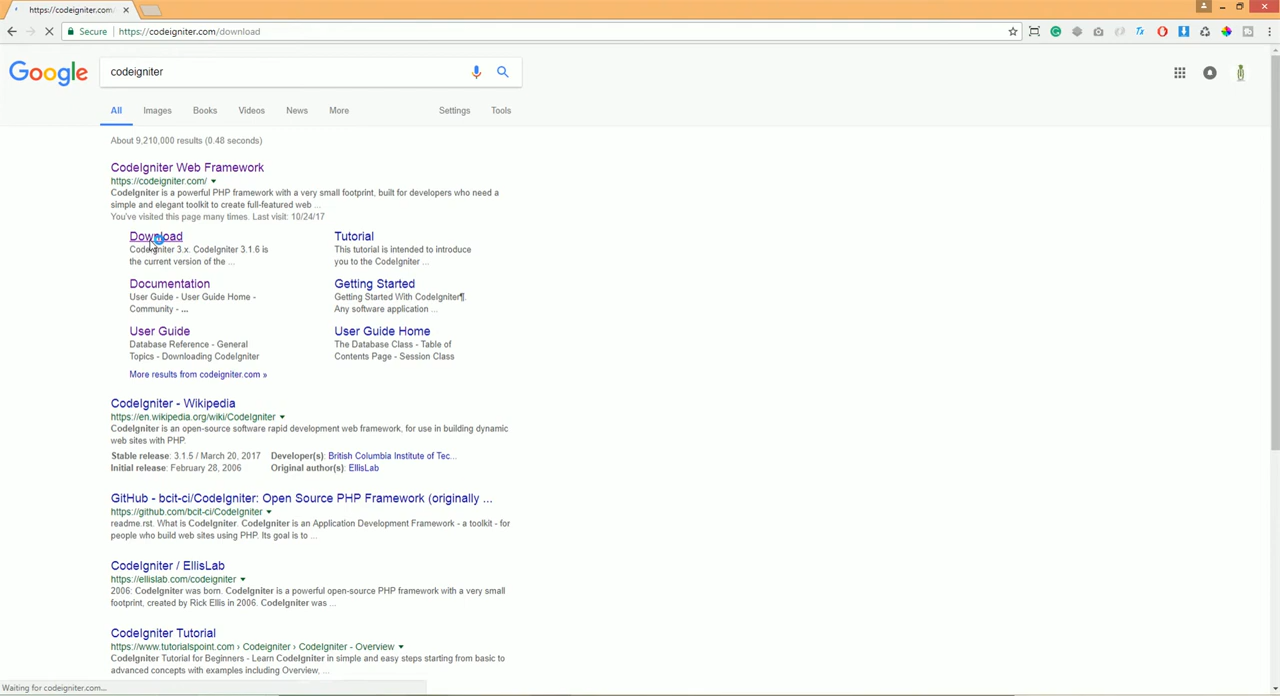 https://codeigniter.com/
Secure https://codeigniter.com/download
Google codeigniter
All Images Books Videos News More Settings Tools
About 9,210,000 results (0.48 seconds)
CodeIgniter Web Framework
https://codeigniter.com/
CodeIgniter is a powerful PHP framework with a very small footprint, built for developers who need a
simple and elegant toolkit to create full-featured web ...
You've visited this page many times. Last visit: 10/24/17
Download
CodeIgniter 3.x. CodeIgniter 3.1.6 is
the current version of the ...
Tutorial
This tutorial is intended to introduce
you to the CodeIgniter ...
Documentation
User Guide - User Guide Home -
Community - ...
Getting Started
Getting Started With CodeIgniter¶.
Any software application ...
User Guide
Database Reference - General
Topics - Downloading CodeIgniter
User Guide Home
The Database Class - Table of
Contents Page - Session Class
More results from codeigniter.com »
CodeIgniter - Wikipedia
https://en.wikipedia.org/wiki/CodeIgniter
CodeIgniter is an open-source software rapid development web framework, for use in building dynamic
web sites with PHP.
Stable release: 3.1.5 / March 20, 2017 Developer(s): British Columbia Institute of Tec...
Initial release: February 28, 2006 Original author(s): EllisLab
GitHub - bcit-ci/CodeIgniter: Open Source PHP Framework (originally ...
https://github.com/bcit-ci/CodeIgniter
readme.rst. What is CodeIgniter. CodeIgniter is an Application Development Framework - a toolkit - for
people who build web sites using PHP. Its goal is to ...
CodeIgniter / EllisLab
https://ellislab.com/codeigniter
2006: CodeIgniter was born. CodeIgniter is a powerful open-source PHP framework with a very small
footprint, created by Rick Ellis in 2006. CodeIgniter was ...
CodeIgniter Tutorial
https://www.tutorialspoint.com › Codeigniter › CodeIgniter - Overview
CodeIgniter Tutorial for Beginners - Learn CodeIgniter in simple and easy steps starting from basic to
advanced concepts with examples including Overview, ...
Waiting for codeigniter.com...